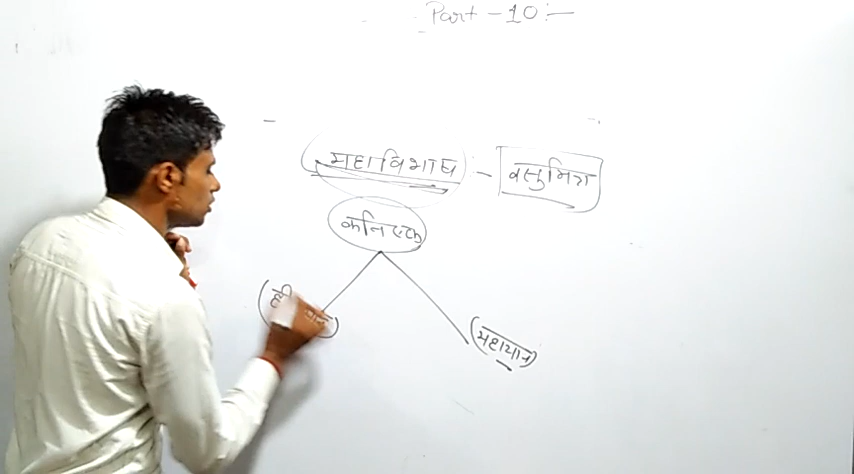 Part - 10 :-
महाविभाष - वसुमित्र
कनिष्क
(महायान)